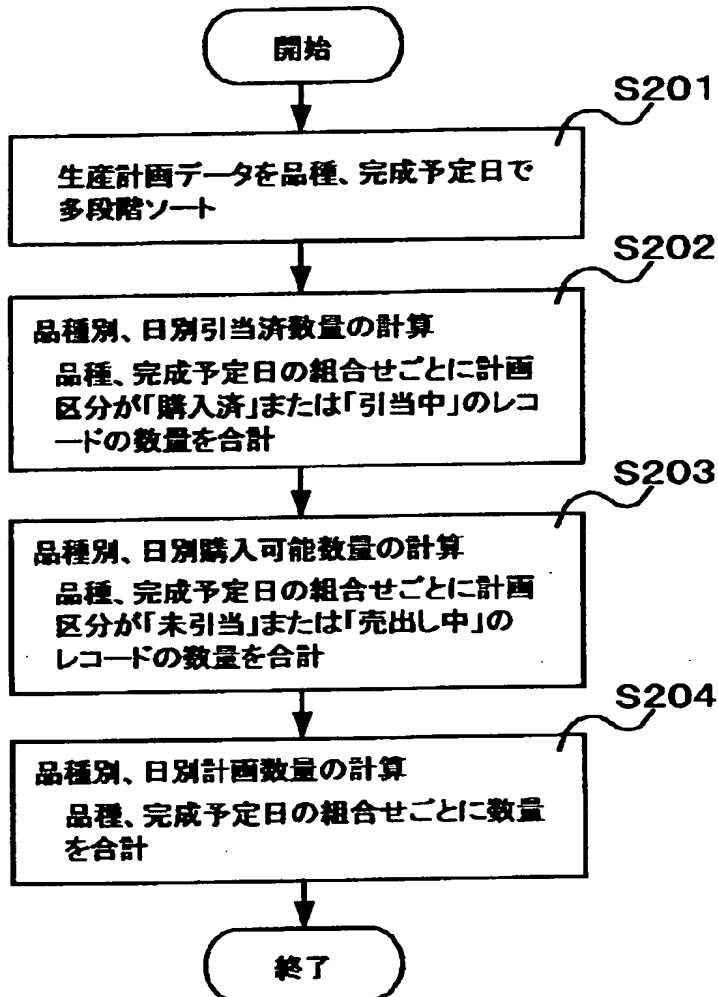 開始
S201
生産計画データを品種、完成予定日で
多段階ソート
S202
品種別、日別引当済数量の計算
品種、完成予定日の組合せごとに計画
区分が「購入済」または「引当中」のレコ
ードの数量を合計
S203
品種別、日別購入可能数量の計算
品種、完成予定日の組合せごとに計画
区分が「未引当」または「売出し中」の
レコードの数量を合計
S204
品種別、日別計画数量の計算
品種、完成予定日の組合せごとに数量
を合計
終了